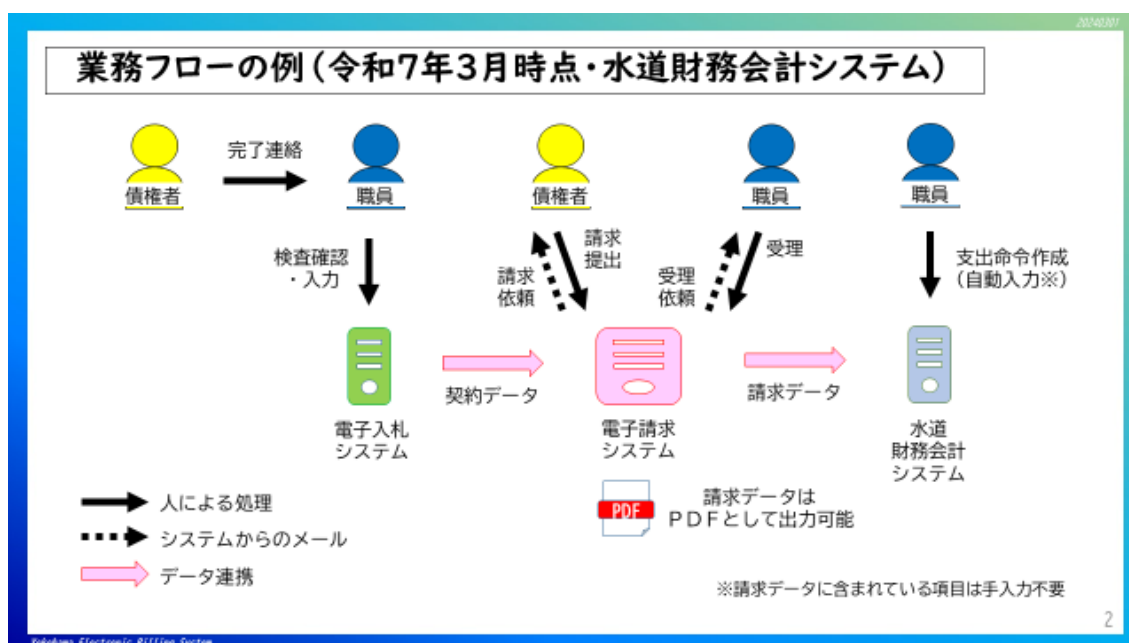 20240301
業務フローの例（令和7年3月時点・水道財務会計システム）
債権者
完了連絡
職員
債権者
職員
職員
検査確認
・入力
請求
依頼
請求
提出
受理
依頼
受理
支出命令作成
（自動入力※）
契約データ
請求データ
電子入札
システム
電子請求
システム
水道
財務会計
システム
PDF
請求データは
ＰＤＦとして出力可能
人による処理
システムからのメール
データ連携
※請求データに含まれている項目は手入力不要
2
Yokohama Electronic Billing System